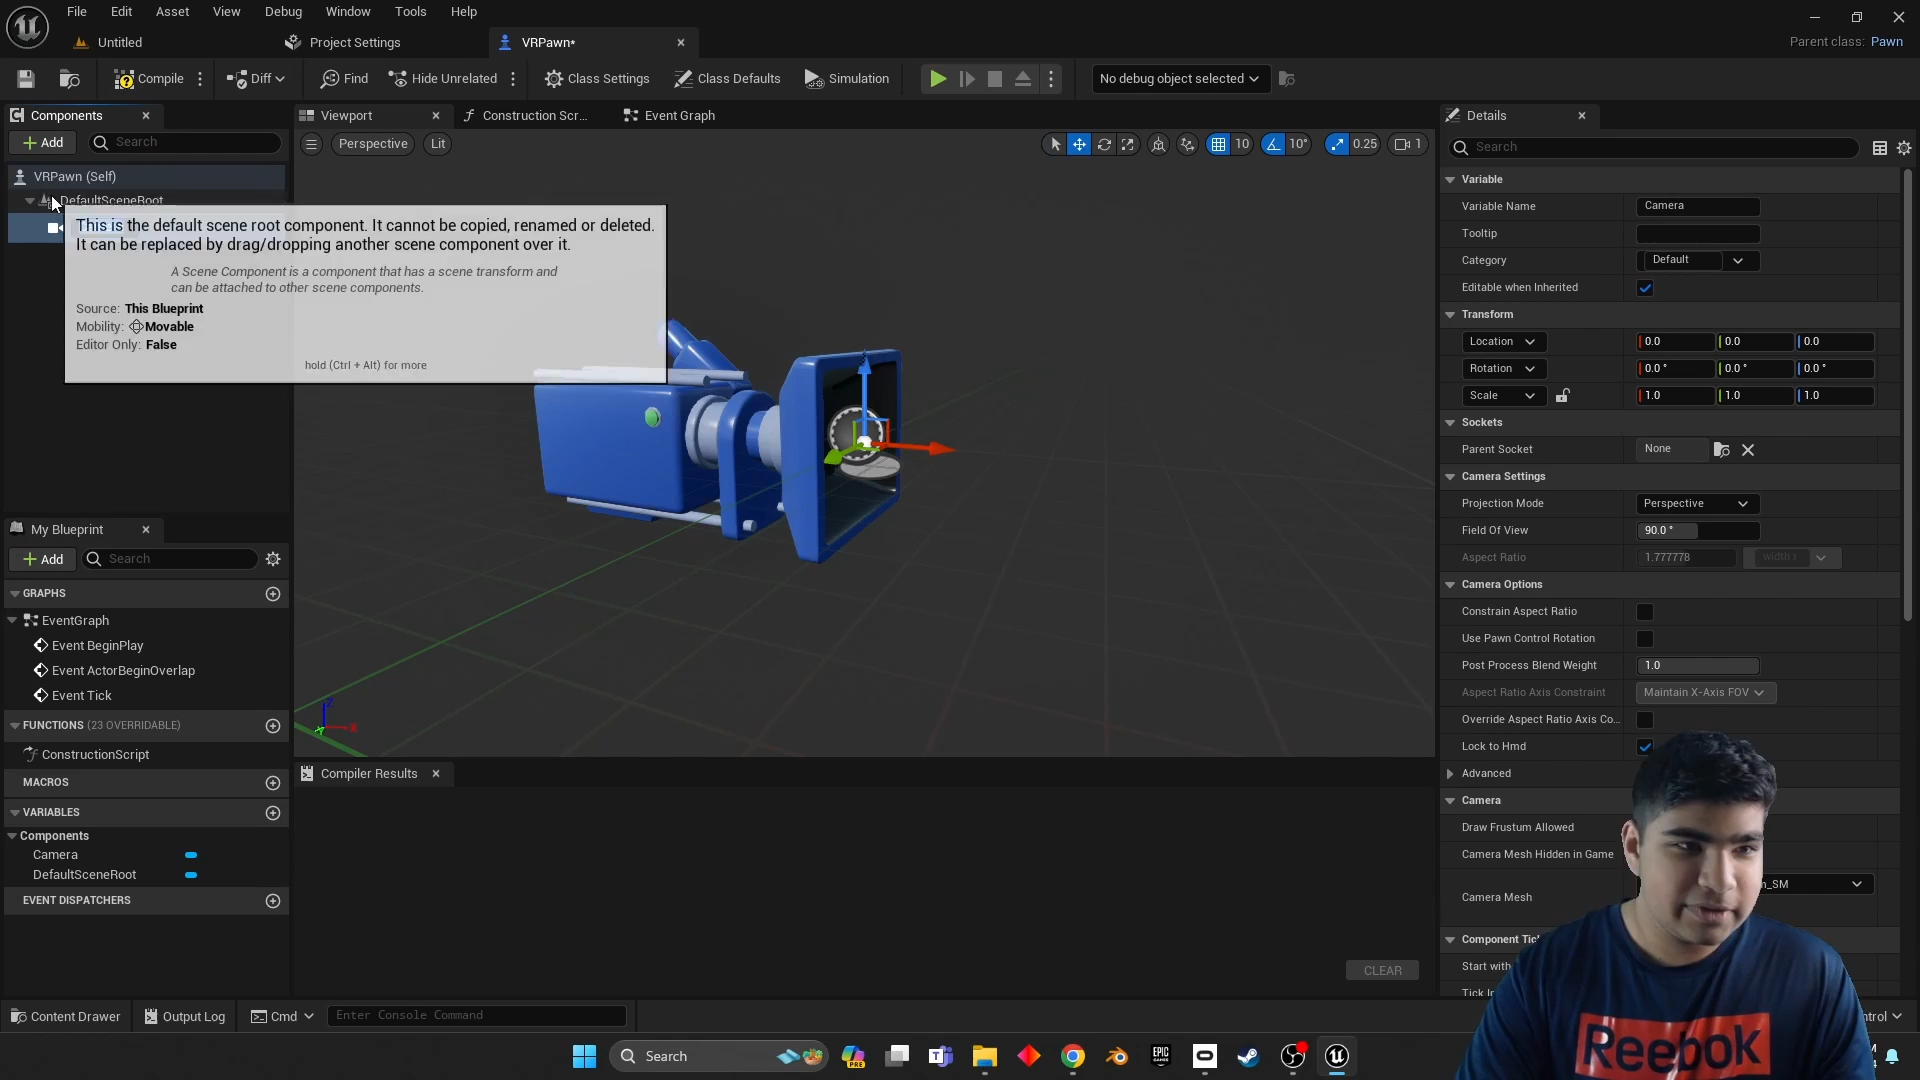 File Edit Asset View Debug Window Tools Help
Untitled Project Settings VRPawn* Parent class: Pawn
Compile Diff Find Hide Unrelated Class Settings Class Defaults Simulation No debug object selected
Components Viewport Construction Scr... Event Graph Details
Add Search Perspective Lit 10 10° 0.25 1 Search
VRPawn (Self)
DefaultSceneRoot
This is the default scene root component. It cannot be copied, renamed or deleted.
It can be replaced by drag/dropping another scene component over it.
A Scene Component is a component that has a scene transform and
can be attached to other scene components.
Source: This Blueprint
Mobility: Movable
Editor Only: False
hold (Ctrl + Alt) for more
Z
X
Y
My Blueprint
Add Search
GRAPHS
EventGraph
Event BeginPlay
Event ActorBeginOverlap
Event Tick
FUNCTIONS (23 OVERRIDABLE)
ConstructionScript
MACROS
VARIABLES
Components
Camera
DefaultSceneRoot
EVENT DISPATCHERS
Compiler Results
CLEAR
Variable
Variable Name Camera
Tooltip
Category Default
Editable when Inherited
Transform
Location 0.0 0.0 0.0
Rotation 0.0 ° 0.0 ° 0.0 °
Scale 1.0 1.0 1.0
Sockets
Parent Socket None
Camera Settings
Projection Mode Perspective
Field Of View 90.0 °
Aspect Ratio 1.777778
Camera Options
Constrain Aspect Ratio
Use Pawn Control Rotation
Post Process Blend Weight 1.0
Aspect Ratio Axis Constraint Maintain X-Axis FOV
Override Aspect Ratio Axis Co...
Lock to Hmd
Advanced
Camera
Draw Frustum Allowed
Camera Mesh Hidden in Game
_SM
Camera Mesh
Component Tic
Start with
Tick In
Content Drawer Output Log Cmd Enter Console Command ntrol
Search PRE EPIC GAMES
Reebok